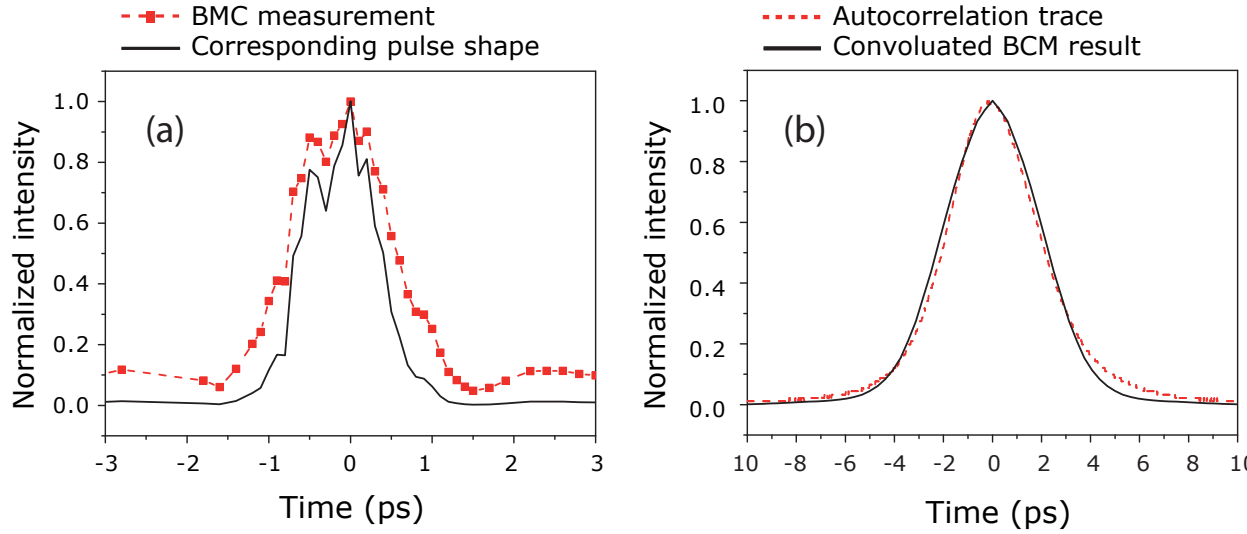 BMC measurement
Corresponding pulse shape
(a)
Normalized intensity
1.0
0.8
0.6
0.4
0.2
0.0
-3 -2 -1 0 1 2 3
Time (ps)
Autocorrelation trace
Convoluated BCM result
(b)
Normalized intensity
1.0
0.8
0.6
0.4
0.2
0.0
10 -8 -6 -4 -2 0 2 4 6 8 10
Time (ps)